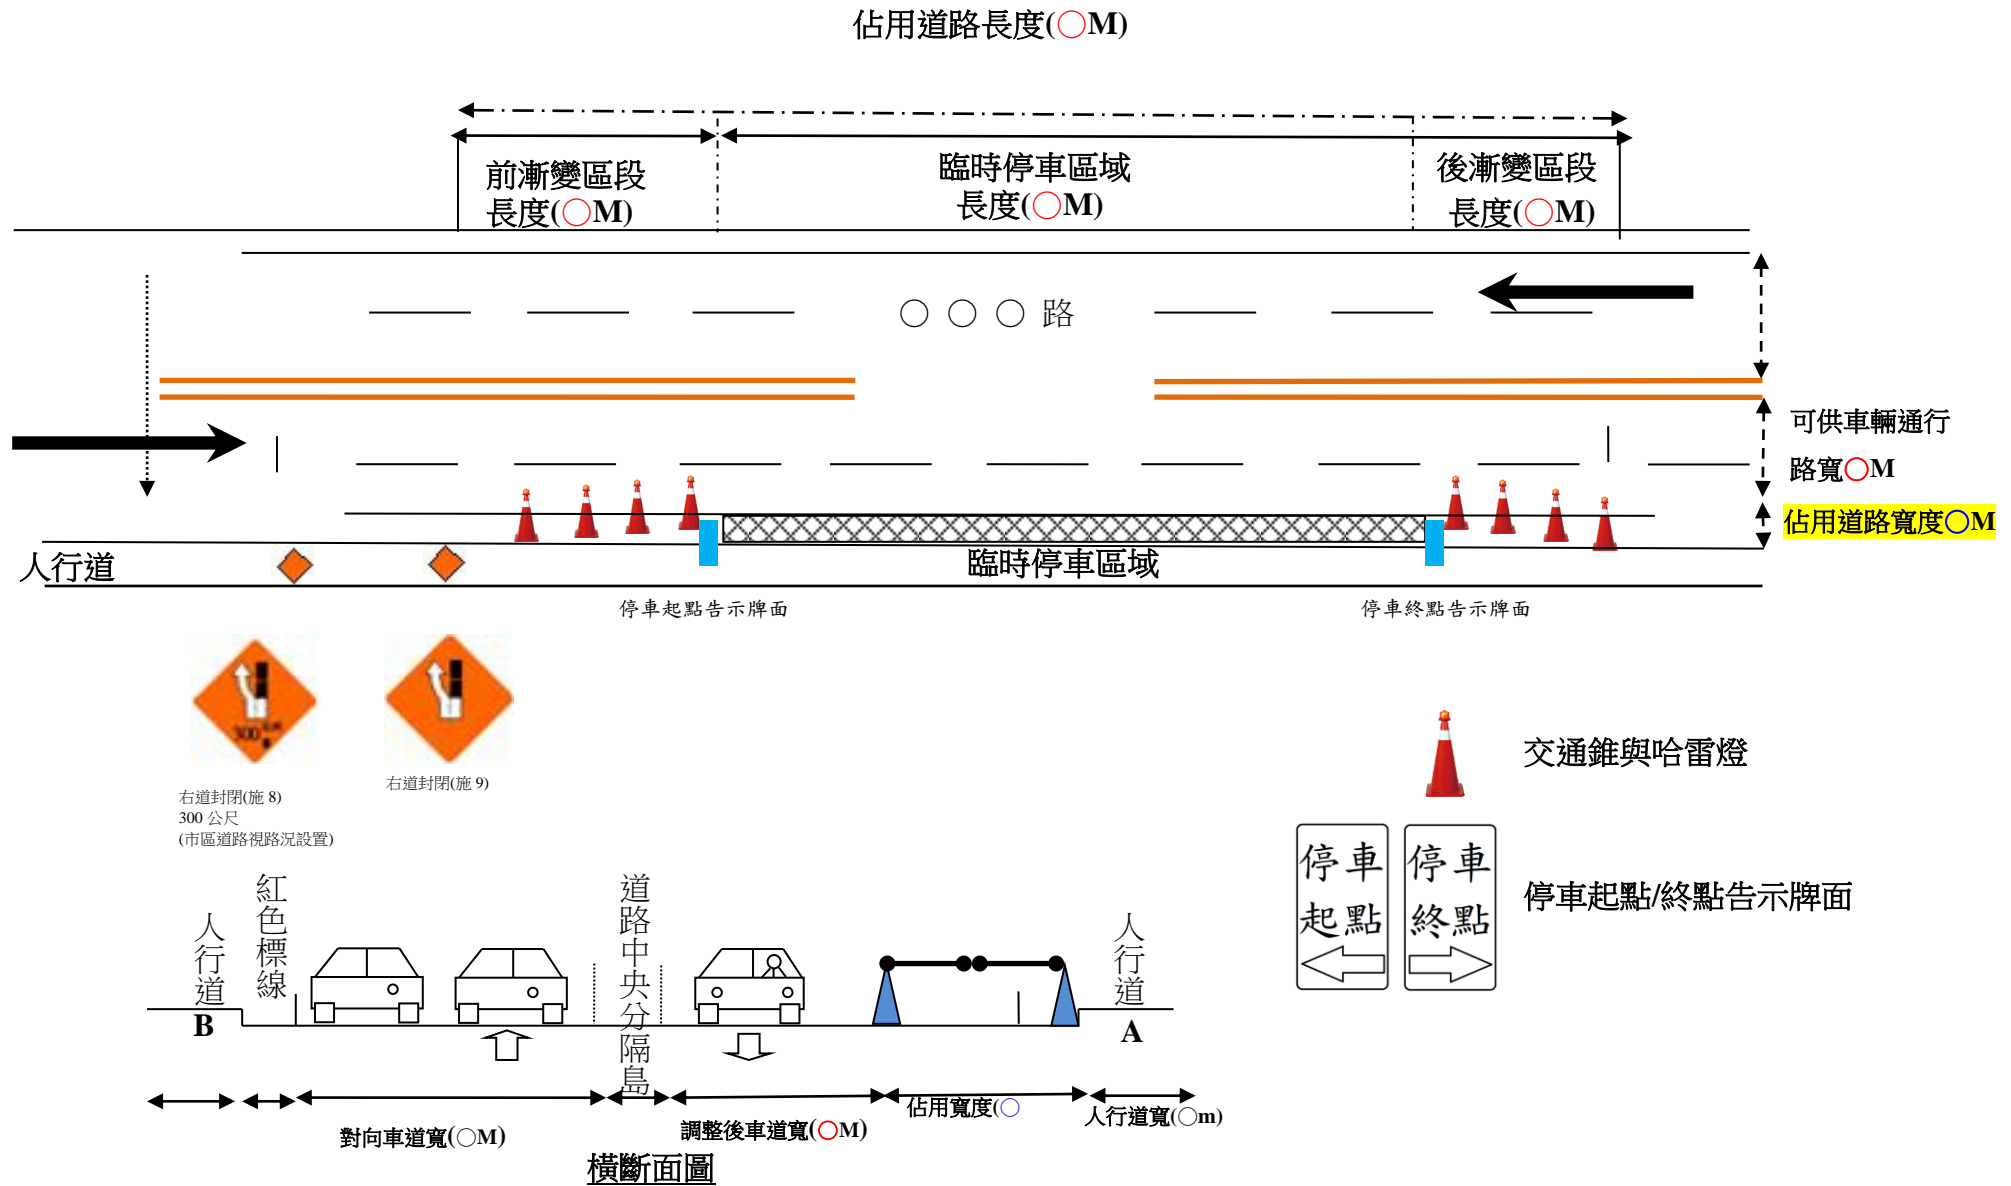 佔用道路長度(○M)
前漸變區段
長度(○M)
臨時停車區域
長度(○M)
後漸變區段
長度(○M)
○ ○ ○ 路
可供車輛通行
路寬○M
佔用道路寬度○M
人行道
臨時停車區域
停車起點告示牌面
停車終點告示牌面
300
右道封閉(施 8)
300 公尺
(市區道路視路況設置)
右道封閉(施 9)
交通錐與哈雷燈
停車
起點
停車
終點
停車起點/終點告示牌面
人行道
B
紅色標線
道路中央分隔島
人行道
A
對向車道寬(○M)
調整後車道寬(○M)
佔用寬度(○
人行道寬(○m)
橫斷面圖